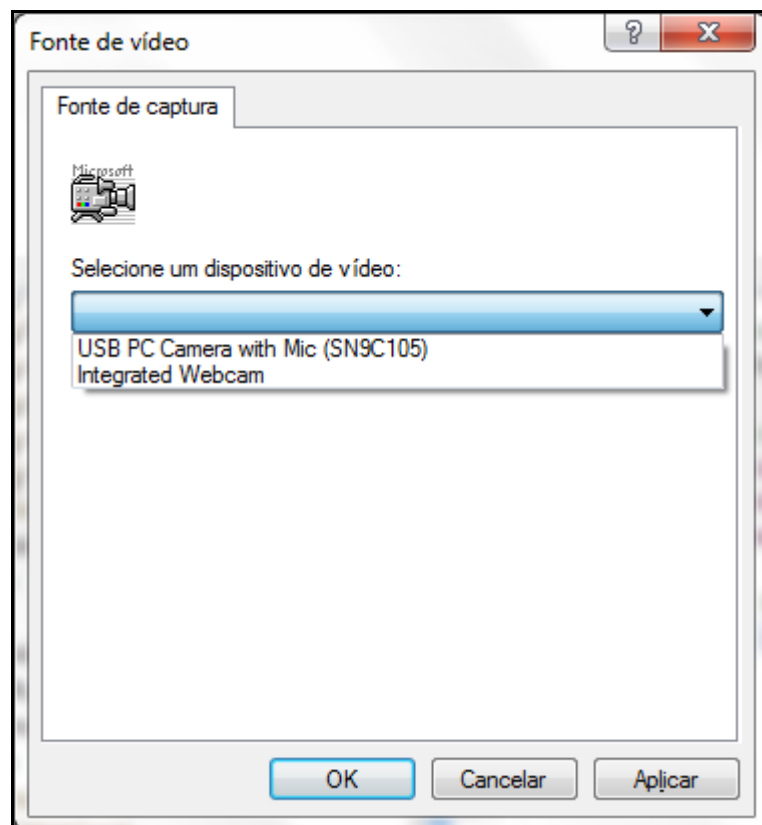 Fonte de vídeo
Fonte de captura
Microsoft
Selecione um dispositivo de vídeo:
USB PC Camera with Mic (SN9C105)
Integrated Webcam
OK
Cancelar
Aplicar